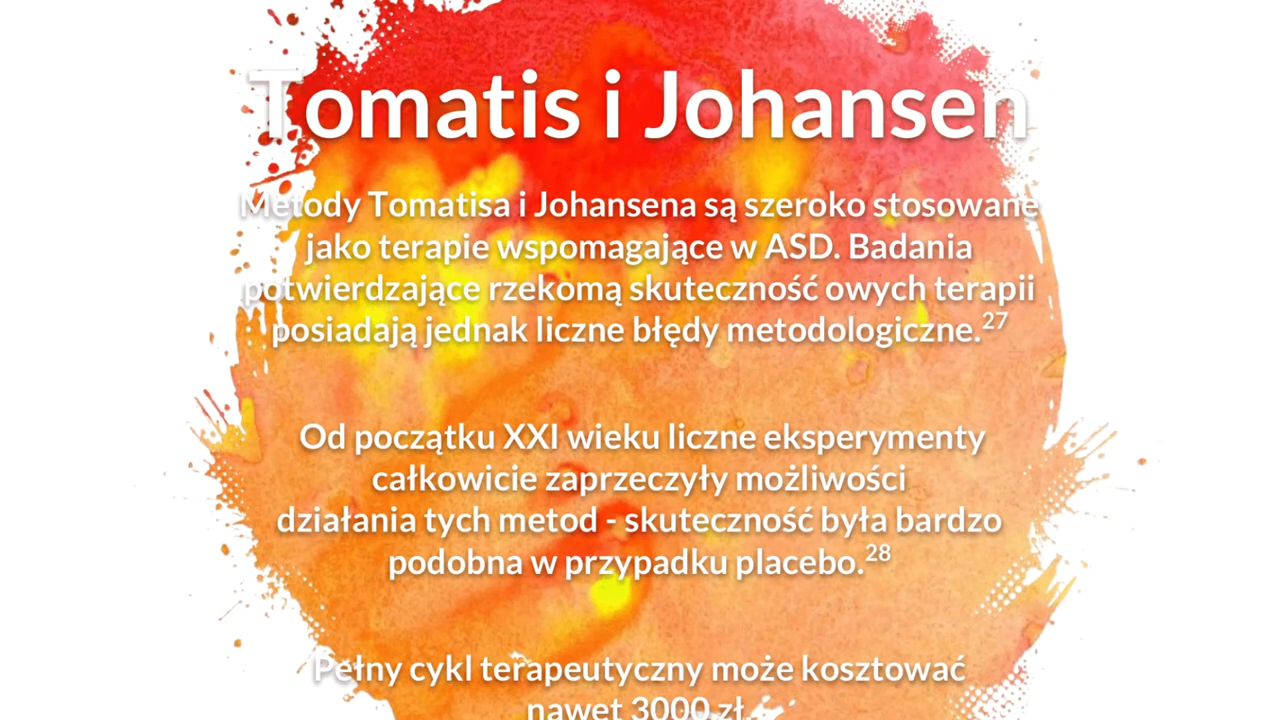 Tomatis i Johansen
Metody Tomatisa i Johansena są szeroko stosowane
jako terapie wspomagające w ASD. Badania
potwierdzające rzekomą skuteczność owych terapii
posiadają jednak liczne błędy metodologiczne.27
Od początku XXI wieku liczne eksperymenty
całkowicie zaprzeczyły możliwości
działania tych metod - skuteczność była bardzo
podobna w przypadku placebo.28
Pełny cykl terapeutyczny może kosztować
nawet 3000 zł.